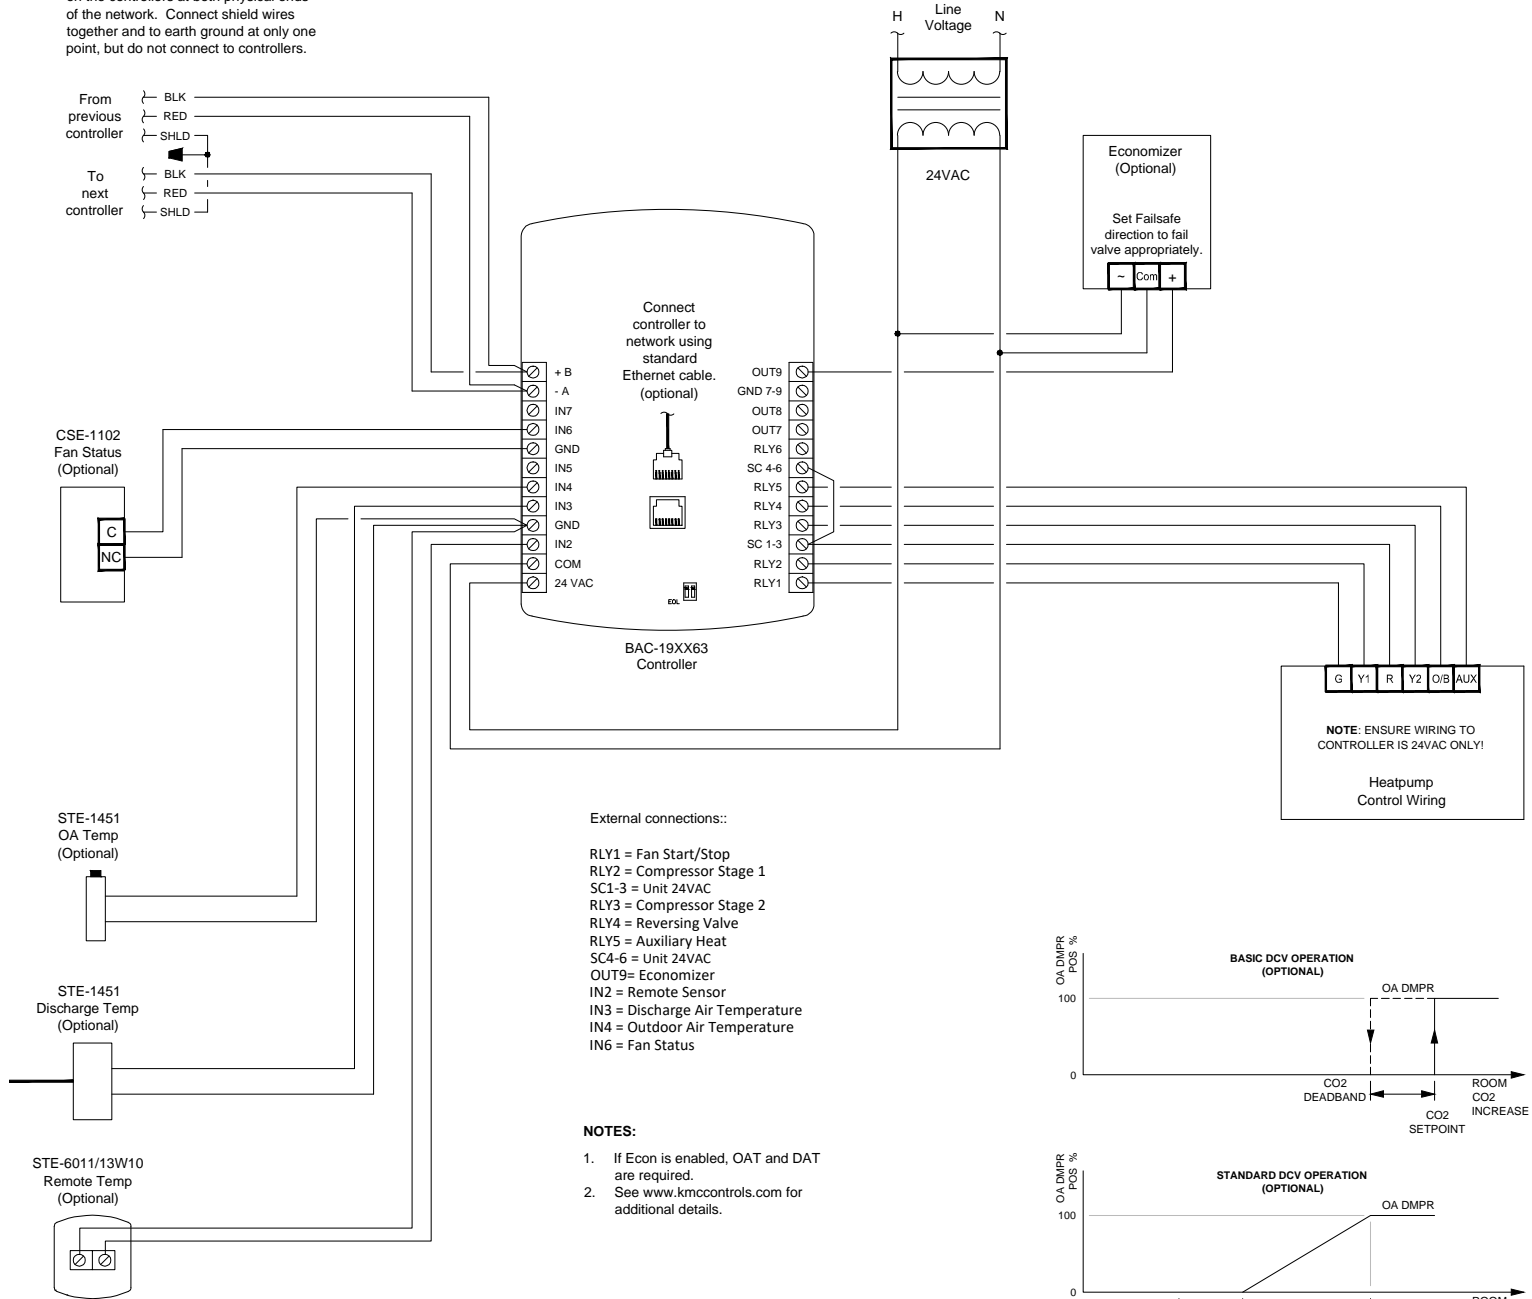 of the network. Connect shield wires
together and to earth ground at only one
point, but do not connect to controllers.
From
previous
controller
BLK
RED
SHLD
To
next
controller
BLK
RED
SHLD
H
Line
Voltage
N
24VAC
Economizer
(Optional)
Set Failsafe
direction to fail
valve appropriately.
~
Com
+
Connect
controller to
network using
standard
Ethernet cable.
(optional)
+ B
- A
IN7
IN6
GND
IN5
IN4
IN3
GND
IN2
COM
24 VAC
OUT9
GND 7-9
OUT8
OUT7
RLY6
SC 4-6
RLY5
RLY4
RLY3
SC 1-3
RLY2
RLY1
EOL
BAC-19XX63
Controller
CSE-1102
Fan Status
(Optional)
C
NC
G
Y1
R
Y2
O/B
AUX
NOTE: ENSURE WIRING TO
CONTROLLER IS 24VAC ONLY!
Heatpump
Control Wiring
STE-1451
OA Temp
(Optional)
STE-1451
Discharge Temp
(Optional)
STE-6011/13W10
Remote Temp
(Optional)
External connections::
RLY1 = Fan Start/Stop
RLY2 = Compressor Stage 1
SC1-3 = Unit 24VAC
RLY3 = Compressor Stage 2
RLY4 = Reversing Valve
RLY5 = Auxiliary Heat
SC4-6 = Unit 24VAC
OUT9= Economizer
IN2 = Remote Sensor
IN3 = Discharge Air Temperature
IN4 = Outdoor Air Temperature
IN6 = Fan Status
NOTES:
1. If Econ is enabled, OAT and DAT
are required.
2. See www.kmccontrols.com for
additional details.
OA DMPR
POS %
BASIC DCV OPERATION
(OPTIONAL)
OA DMPR
100
0
CO2
DEADBAND
CO2
SETPOINT
ROOM
CO2
INCREASE
OA DMPR
POS %
STANDARD DCV OPERATION
(OPTIONAL)
OA DMPR
100
0